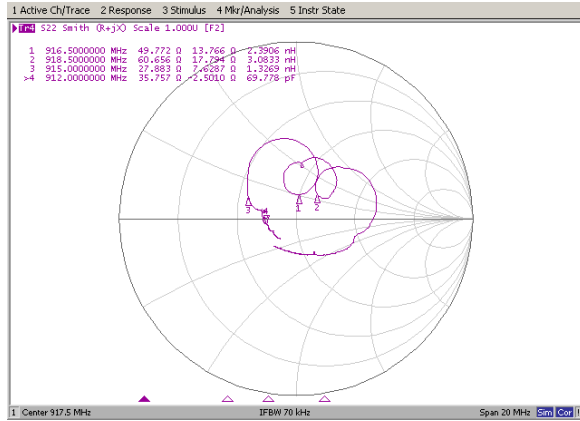 1 Active Ch/Trace 2 Response 3 Stimulus 4 Mkr/Analysis 5 Instr State
Tr4 S22 Smith (R+jX) Scale 1.000U [F2]
1 916.5000000 MHz 49.772 Ω 13.766 Ω 2.3906 nH
2 918.5000000 MHz 60.656 Ω 17.794 Ω 3.0833 nH
3 915.0000000 MHz 27.883 Ω 7.6287 Ω 1.3269 nH
>4 912.0000000 MHz 35.757 Ω -2.5010 Ω 69.778 pF
3 4 1 2
1 Center 917.5 MHz IFBW 70 kHz Span 20 MHz Sim Cor !